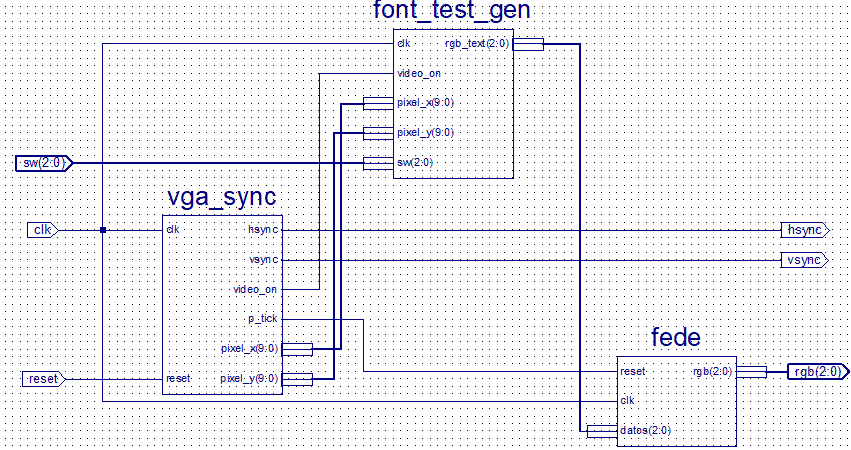 font_test_gen
clk
rgb_text(2:0)
video_on
pixel_x(9:0)
pixel_y(9:0)
sw(2:0)
sw(2:0)
vga_sync
clk
clk
hsync
hsync
vsync
vsync
video_on
p_tick
pixel_x(9:0)
reset
reset
pixel_y(9:0)
fede
reset
rgb(2:0)
rgb(2:0)
clk
datos(2:0)